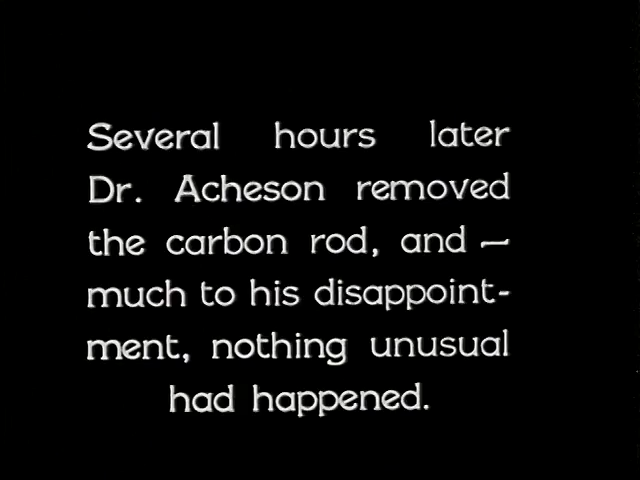 Several hours later
Dr. Acheson removed
the carbon rod, and —
much to his disappoint-
ment, nothing unusual
had happened.